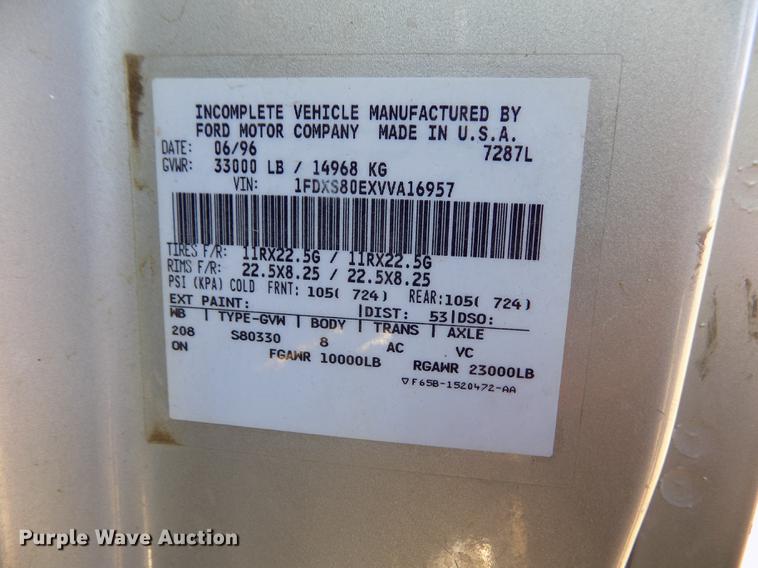 INCOMPLETE VEHICLE MANUFACTURED BY
FORD MOTOR COMPANY MADE IN U.S.A.
DATE: 06/96 7287L
GVWR: 33000 LB / 14968 KG
VIN: 1FDXS80EXVVA16957
TIRES F/R: 11RX22.5G / 11RX22.5G
RIMS F/R: 22.5X8.25 / 22.5X8.25
PSI (KPA) COLD FRNT: 105( 724) REAR:105( 724)
EXT PAINT: |DIST: 53|DSO:
WB | TYPE-GVW | BODY | TRANS | AXLE
208 S80330 8 AC VC
ON FGAWR 10000LB RGAWR 23000LB
▽F65B-1520472-AA
Purple Wave Auction